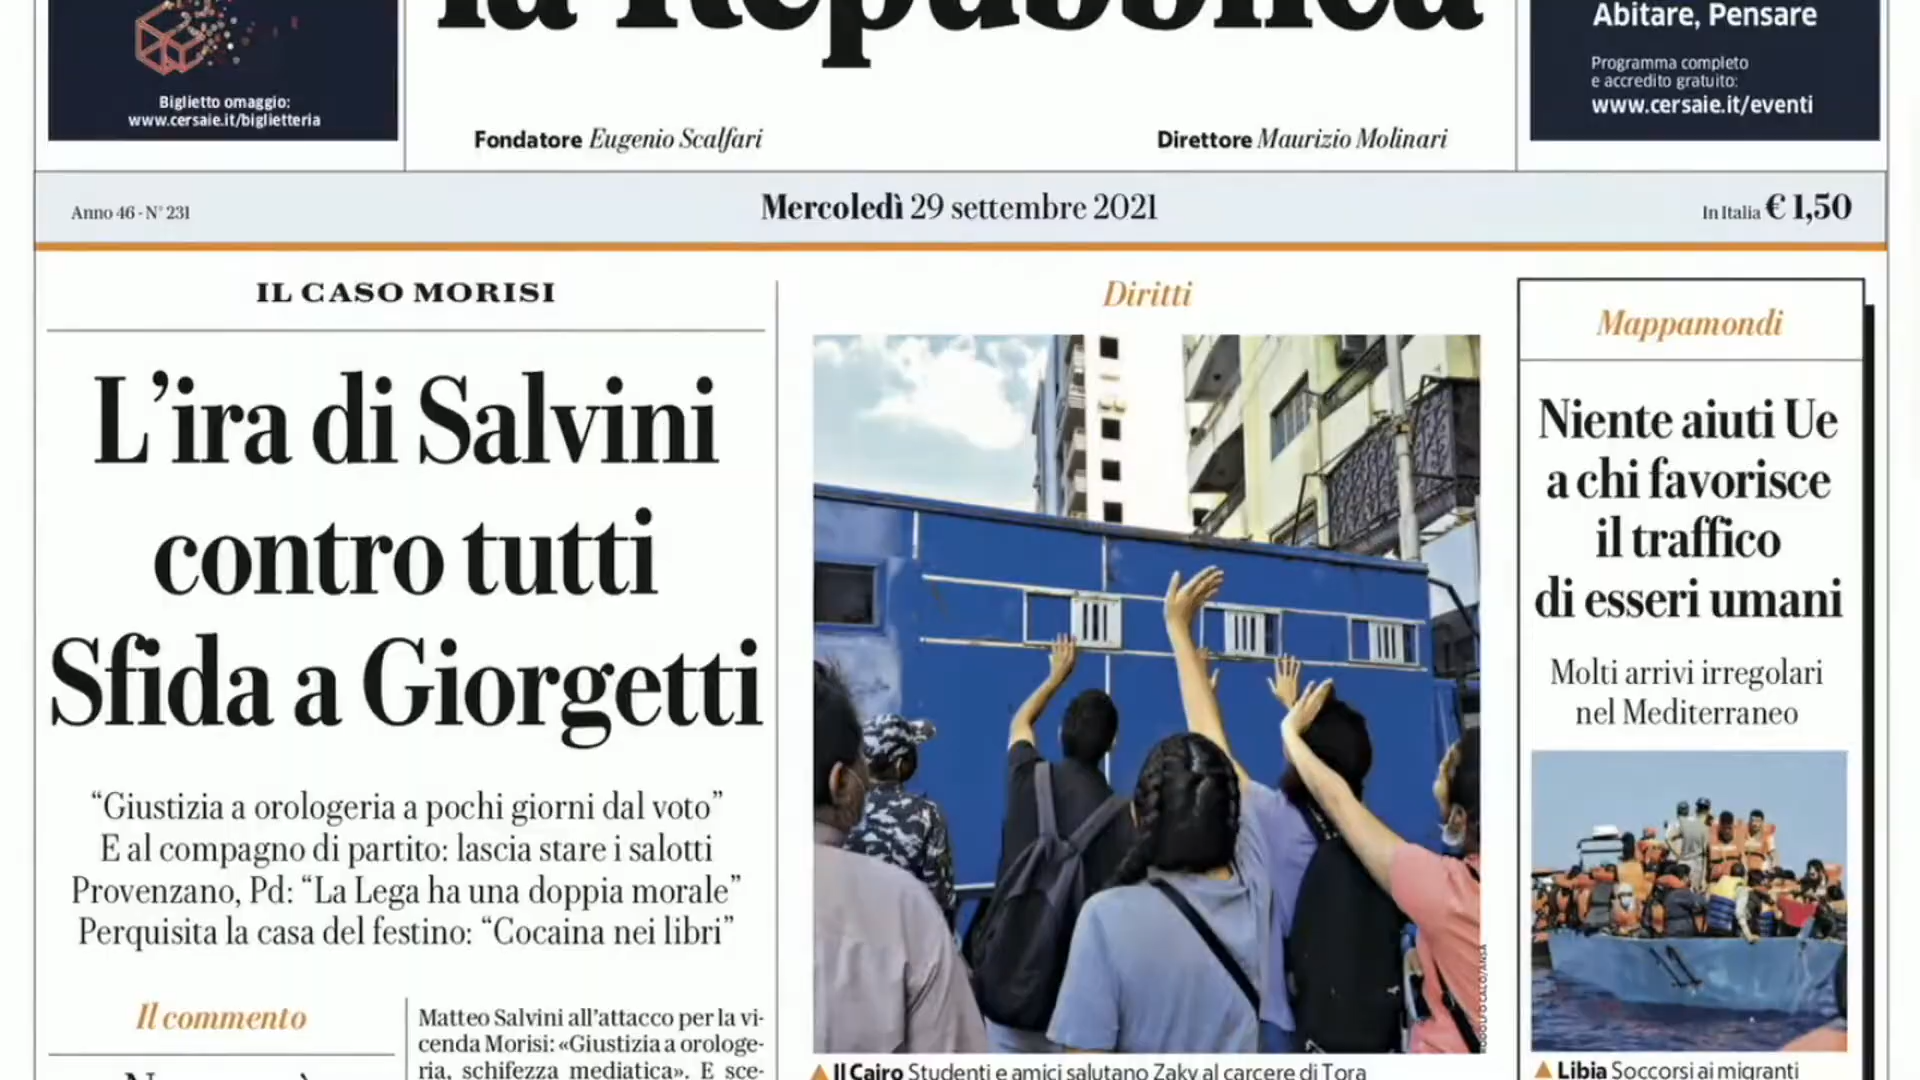 la Repubblica
Biglietto omaggio:
www.cersaie.it/biglietteria
Abitare, Pensare
Programma completo
e accredito gratuito:
www.cersaie.it/eventi
Fondatore Eugenio Scalfari
Direttore Maurizio Molinari
Anno 46 - N° 231
Mercoledì 29 settembre 2021
In Italia € 1,50
IL CASO MORISI
L’ira di Salvini
contro tutti
Sfida a Giorgetti
“Giustizia a orologeria a pochi giorni dal voto”
E al compagno di partito: lascia stare i salotti
Provenzano, Pd: “La Lega ha una doppia morale”
Perquisita la casa del festino: “Cocaina nei libri”
Il commento
Matteo Salvini all’attacco per la vi-
cenda Morisi: «Giustizia a orologe-
ria, schifezza mediatica». E sce-
Diritti
Il Cairo Studenti e amici salutano Zaky al carcere di Tora
Mappamondi
Niente aiuti Ue
a chi favorisce
il traffico
di esseri umani
Molti arrivi irregolari
nel Mediterraneo
Libia Soccorsi ai migranti